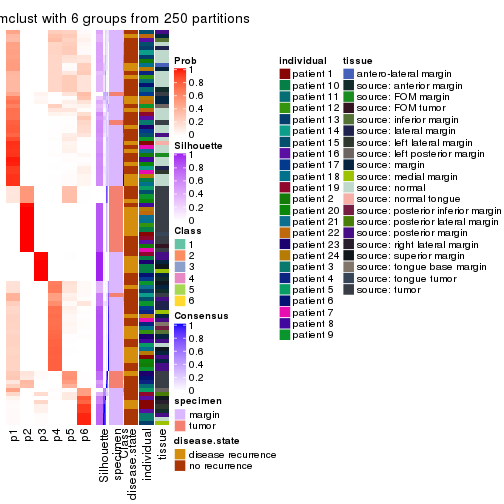 mclust with 6 groups from 250 partitions
Prob
1
0.8
0.6
0.4
0.2
0
Silhouette
1
0.8
0.6
0.4
0.2
0
Class
1
2
3
4
5
6
Consensus
1
0.8
0.6
0.4
0.2
0
specimen
margin
tumor
disease.state
disease recurrence
no recurrence
individual
patient 1
patient 10
patient 11
patient 12
patient 13
patient 14
patient 15
patient 16
patient 17
patient 18
patient 19
patient 2
patient 20
patient 21
patient 22
patient 23
patient 24
patient 3
patient 4
patient 5
patient 6
patient 7
patient 8
patient 9
tissue
antero-lateral margin
source: anterior margin
source: FOM margin
source: FOM tumor
source: inferior margin
source: lateral margin
source: left lateral margin
source: left posterior margin
source: margin
source: medial margin
source: normal
source: normal tongue
source: posterior inferior margin
source: posterior lateral margin
source: posterior margin
source: right lateral margin
source: superior margin
source: tongue base margin
source: tongue tumor
source: tumor
p1
p2
p3
p4
p5
p6
Silhouette
specimen
Class
disease.state
individual
tissue